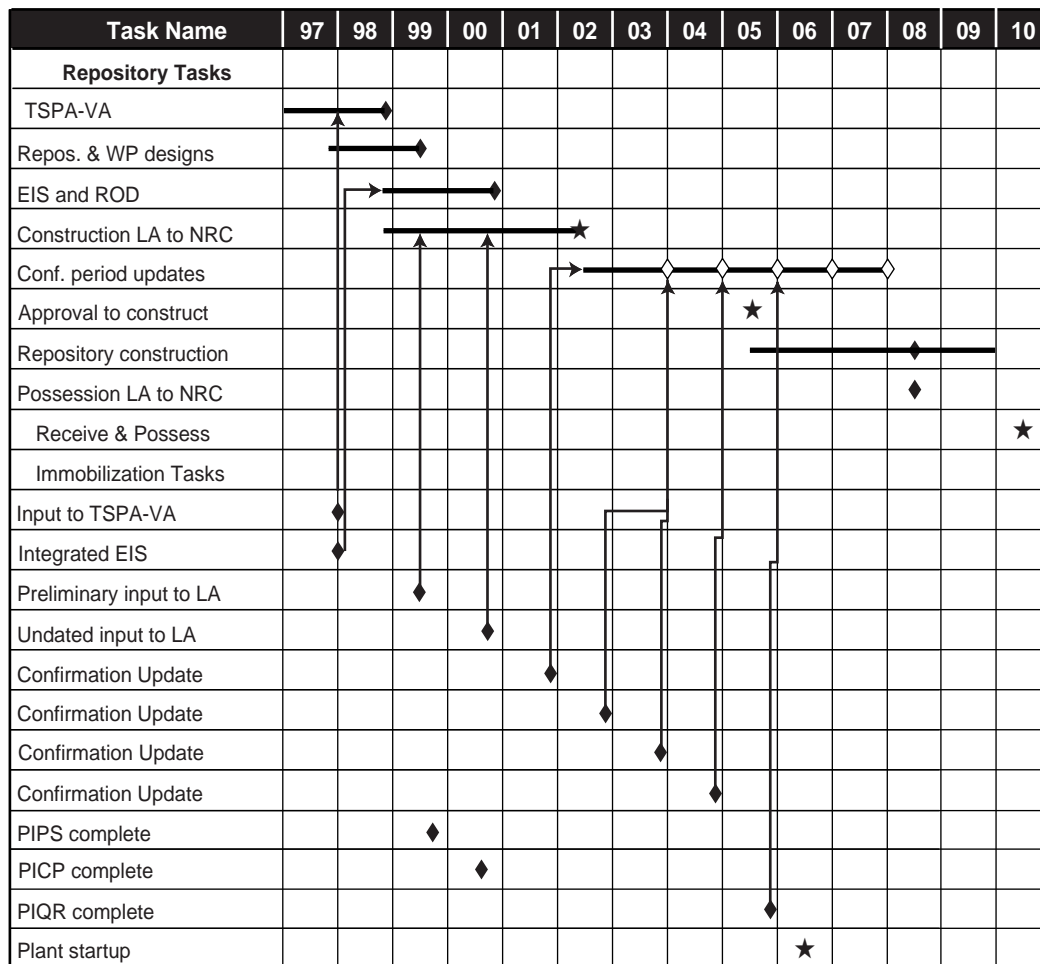 Task Name 97 98 99 00 01 02 03 04 05 06 07 08 09 10
Repository Tasks
TSPA-VA
Repos. & WP designs
EIS and ROD
Construction LA to NRC
Conf. period updates
Approval to construct
Repository construction
Possession LA to NRC
Receive & Possess
Immobilization Tasks
Input to TSPA-VA
Integrated EIS
Preliminary input to LA
Undated input to LA
Confirmation Update
Confirmation Update
Confirmation Update
Confirmation Update
PIPS complete
PICP complete
PIQR complete
Plant startup